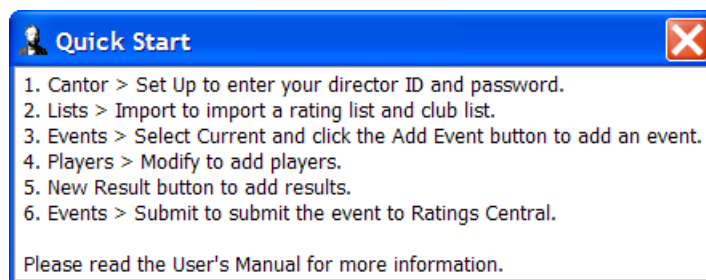 Quick Start
1. Cantor > Set Up to enter your director ID and password.
2. Lists > Import to import a rating list and club list.
3. Events > Select Current and click the Add Event button to add an event.
4. Players > Modify to add players.
5. New Result button to add results.
6. Events > Submit to submit the event to Ratings Central.
Please read the User's Manual for more information.